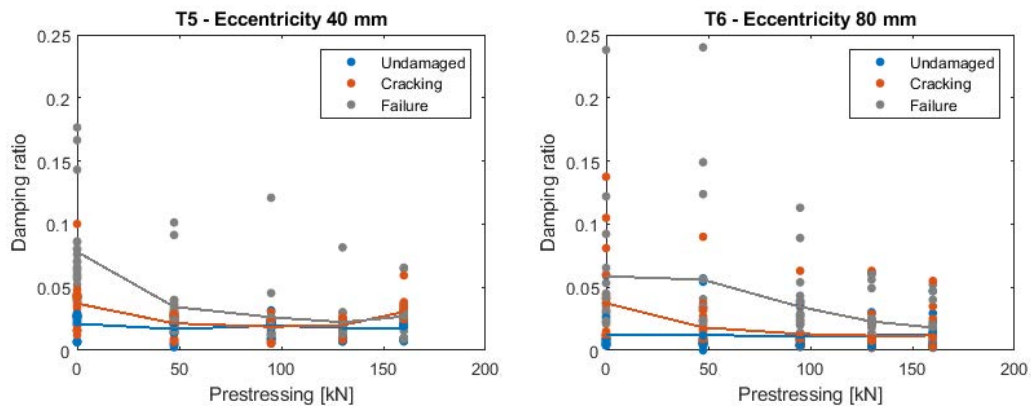 T5 - Eccentricity 40 mm
0.25
0.2
0.15
0.1
0.05
0
Damping ratio
Undamaged
Cracking
Failure
0 50 100 150 200
Prestressing [kN]
T6 - Eccentricity 80 mm
0.25
0.2
0.15
0.1
0.05
0
Damping ratio
Undamaged
Cracking
Failure
0 50 100 150 200
Prestressing [kN]